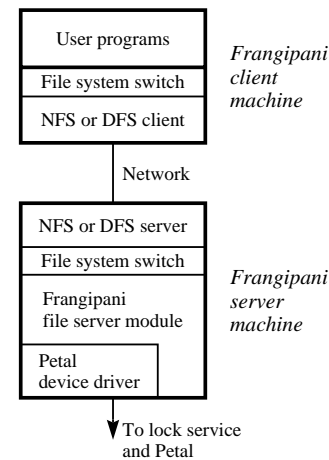 User programs
File system switch
NFS or DFS client
Frangipani
client
machine
Network
NFS or DFS server
File system switch
Frangipani
file server module
Petal
device driver
Frangipani
server
machine
To lock service
and Petal